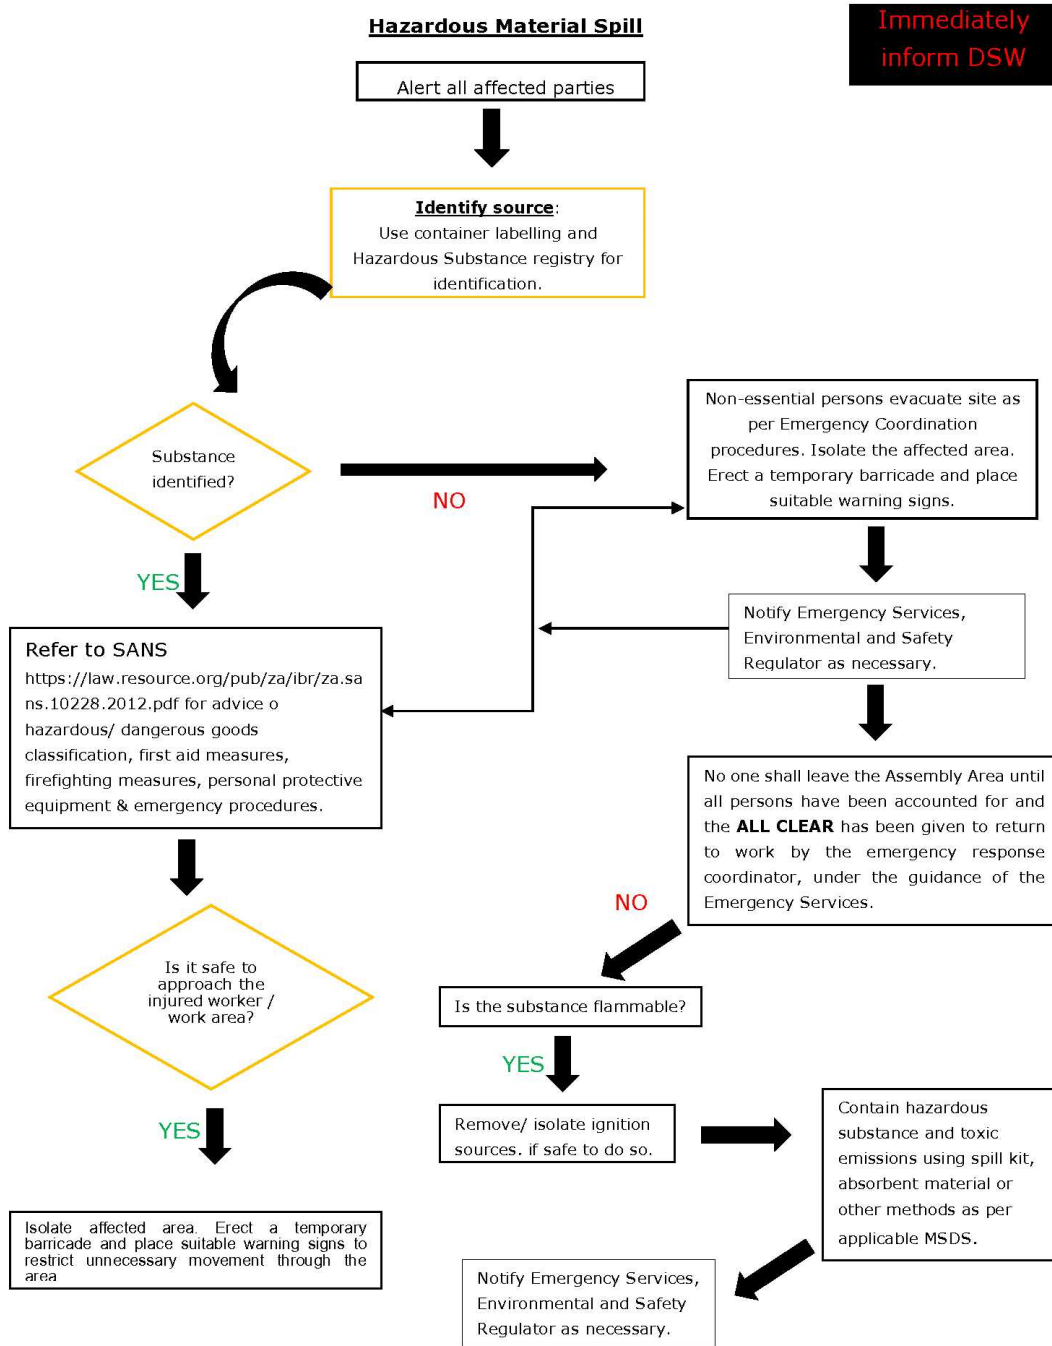 Hazardous Material Spill
Immediately
inform DSW
Alert all affected parties
Identify source:
Use container labelling and
Hazardous Substance registry for
identification.
Substance
identified?
NO
YES
Non-essential persons evacuate site as
per Emergency Coordination
procedures. Isolate the affected area.
Erect a temporary barricade and place
suitable warning signs.
Notify Emergency Services,
Environmental and Safety
Regulator as necessary.
Refer to SANS
https://law.resource.org/pub/za/ibr/za.sa
ns.10228.2012.pdf for advice o
hazardous/ dangerous goods
classification, first aid measures,
firefighting measures, personal protective
equipment & emergency procedures.
No one shall leave the Assembly Area until
all persons have been accounted for and
the ALL CLEAR has been given to return
to work by the emergency response
coordinator, under the guidance of the
Emergency Services.
NO
Is it safe to
approach the
injured worker /
work area?
Is the substance flammable?
YES
YES
Remove/ isolate ignition
sources. if safe to do so.
Contain hazardous
substance and toxic
emissions using spill kit,
absorbent material or
other methods as per
applicable MSDS.
Isolate affected area. Erect a temporary
barricade and place suitable warning signs to
restrict unnecessary movement through the
area
Notify Emergency Services,
Environmental and Safety
Regulator as necessary.